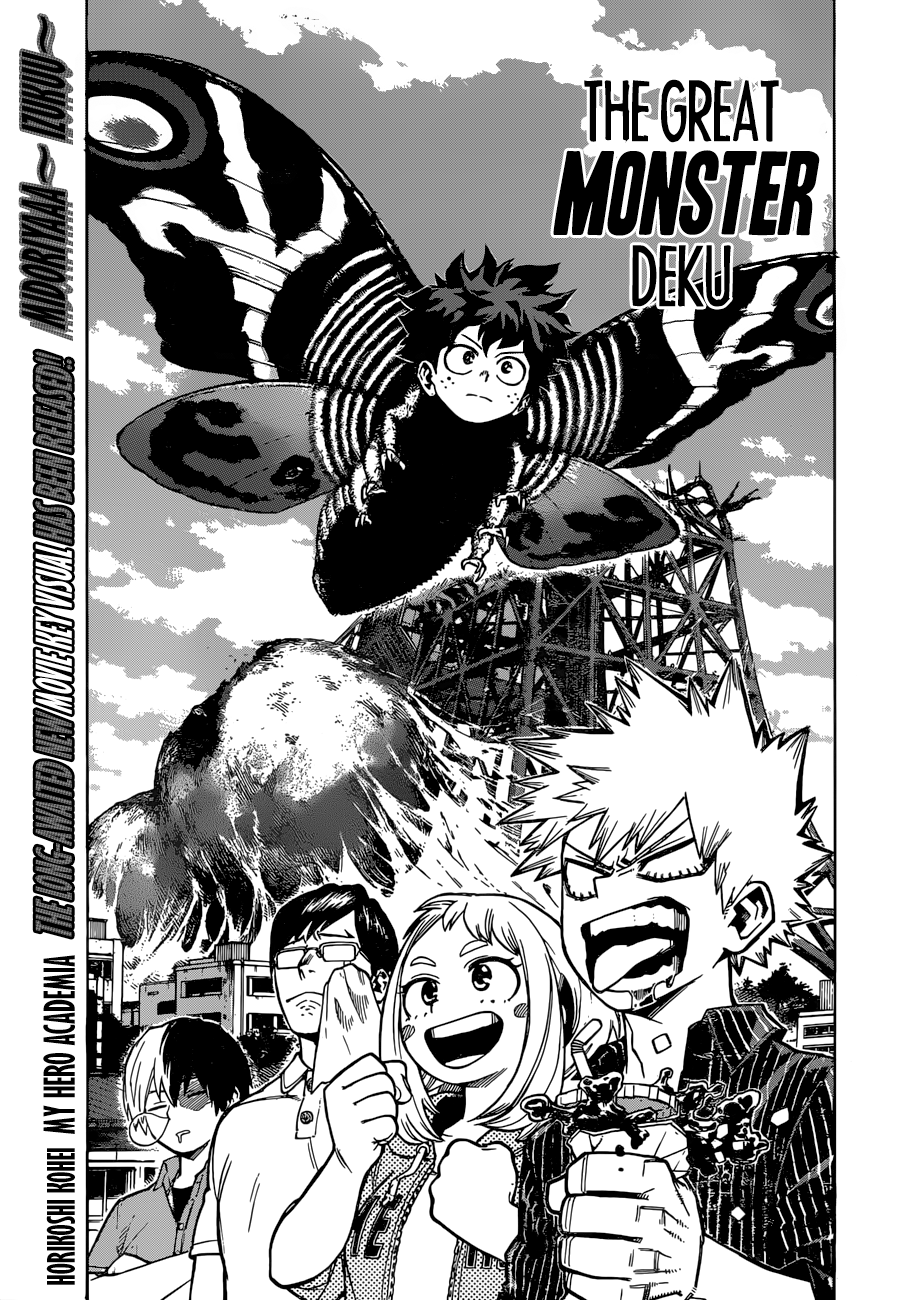 THE GREAT
MONSTER
DEKU
HORIKOSHI KOHEI MY HERO ACADEMIA THE LONG-AWAITED NEW MOVIE KEY VISUAL HAS BEEN RELEASED!! MIDORIYAAA~ IZUKUU~